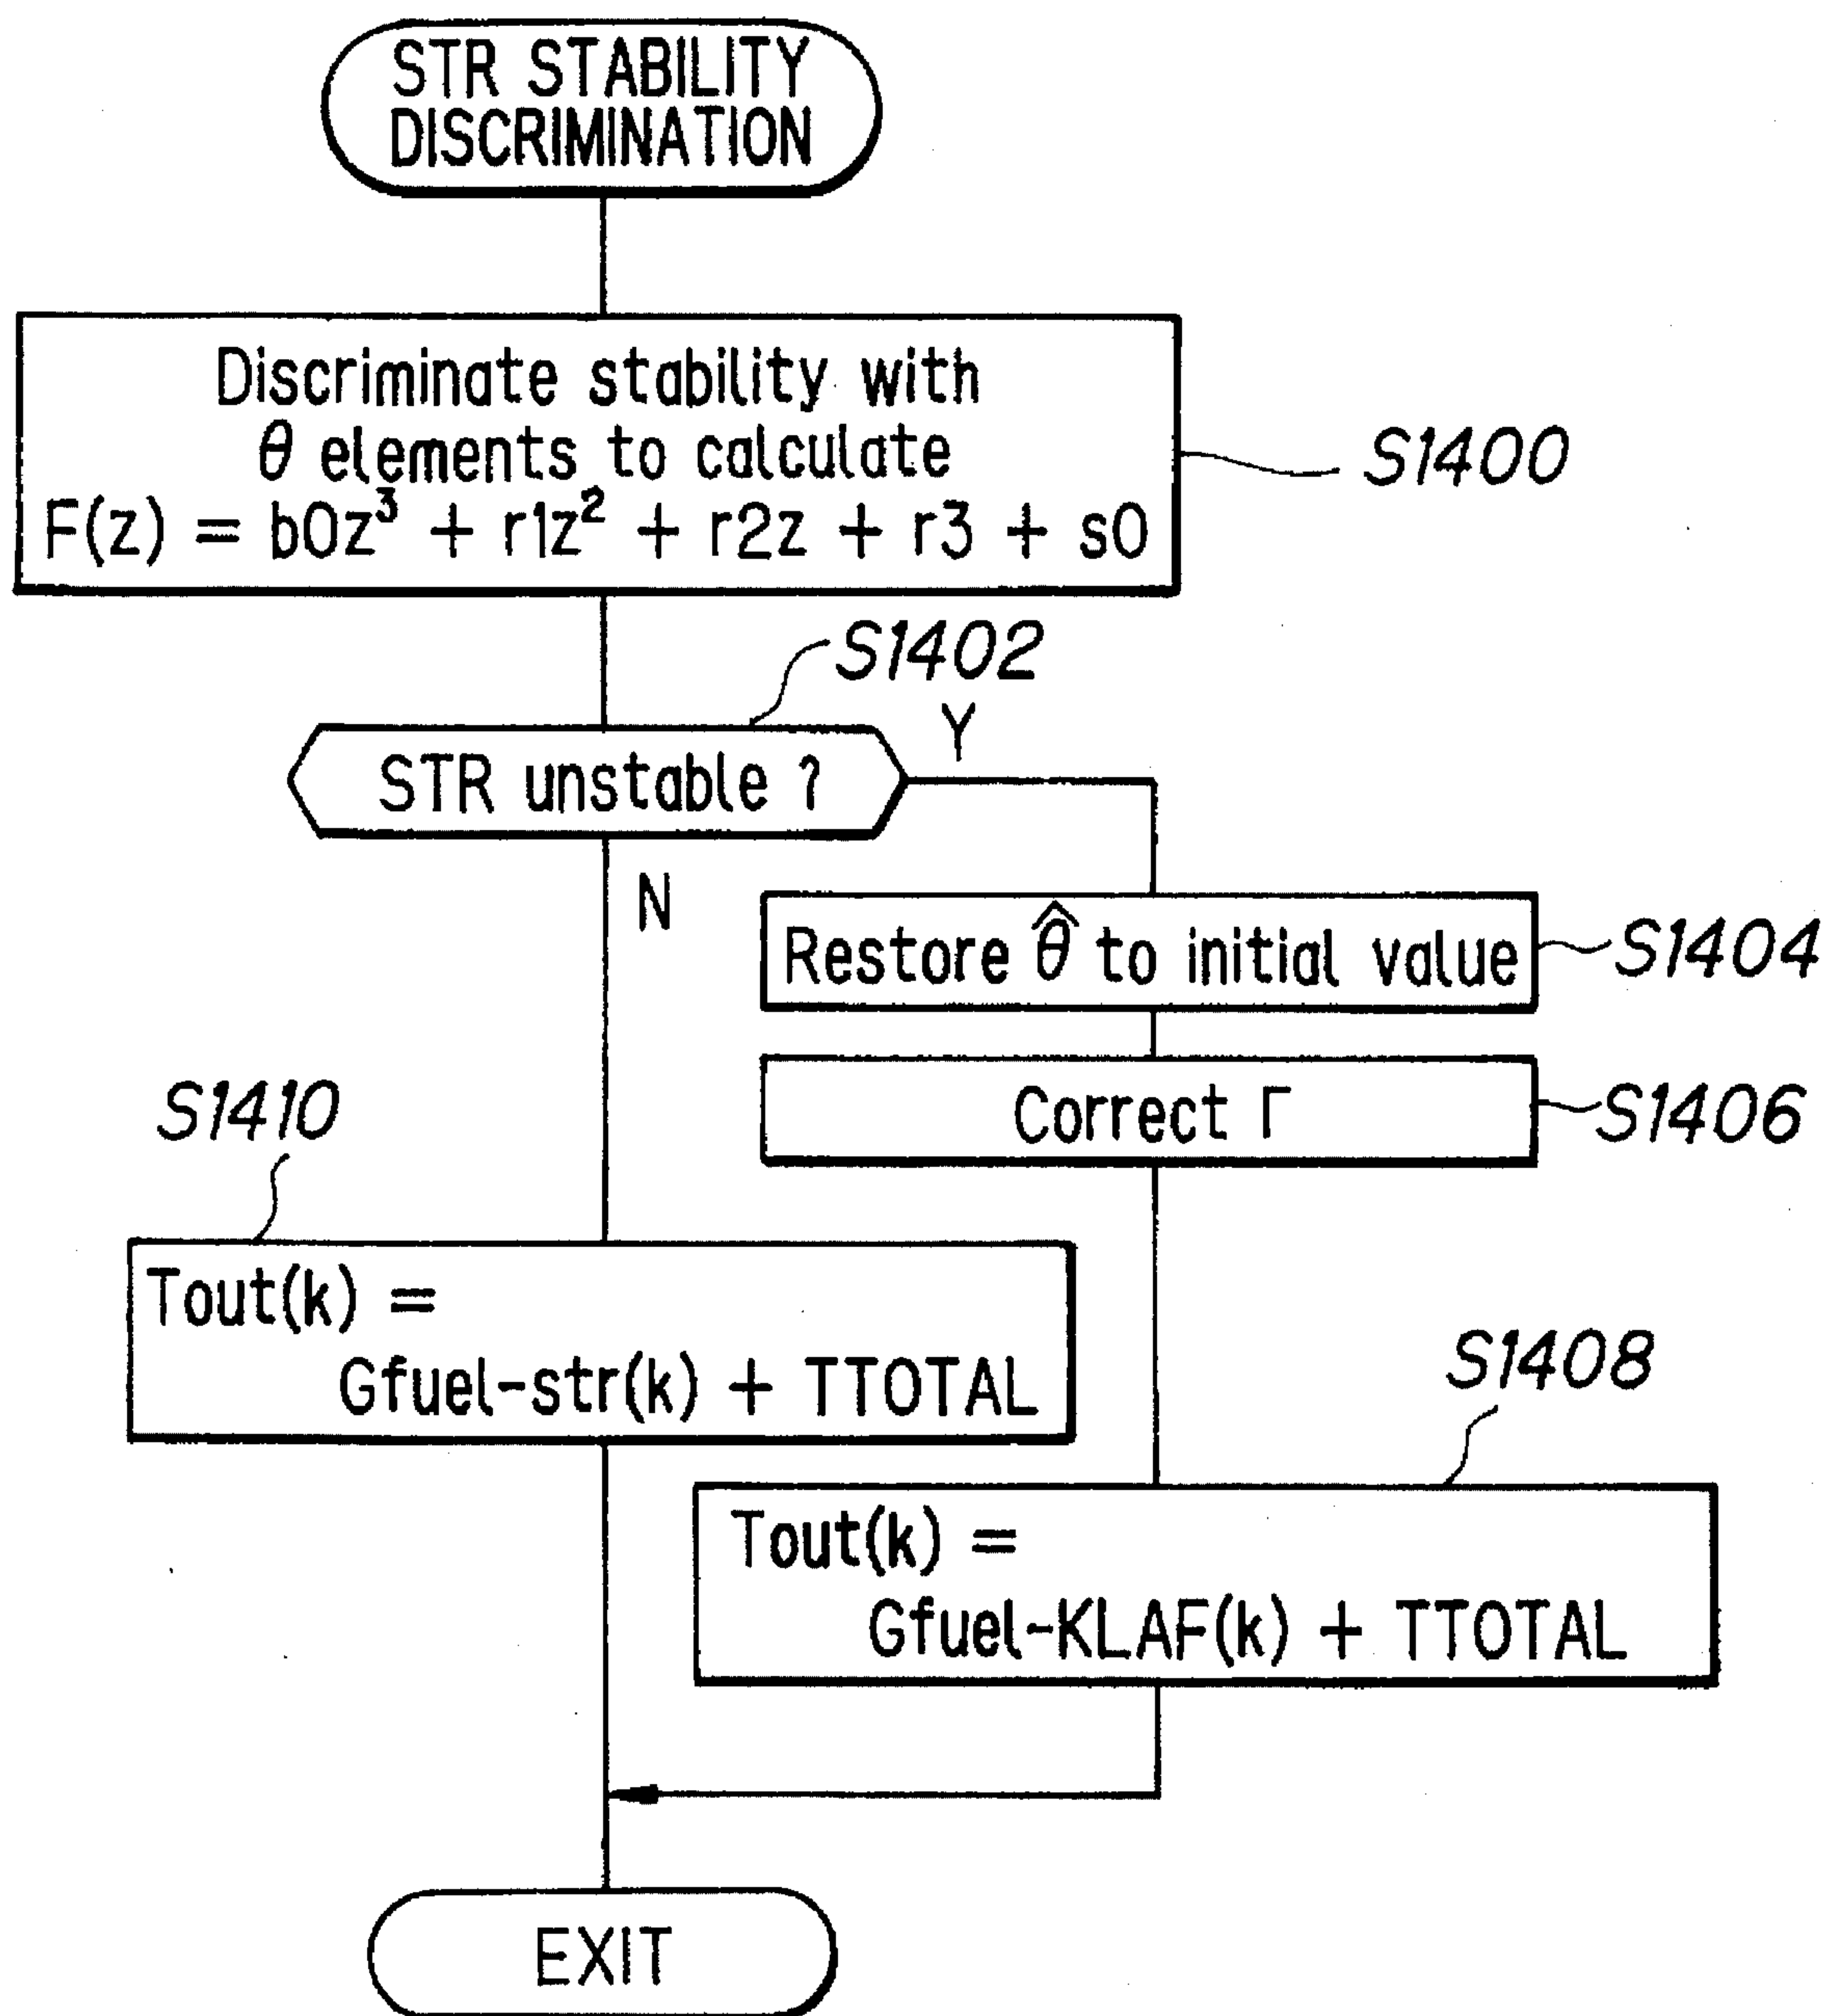 STR STABILITY
DISCRIMINATION
Discriminate stability with
θ elements to calculate
F(z) = b0z³ + r1z² + r2z + r3 + s0
S1400
S1402
STR unstable ?
Y
N
Restore θ̂ to initial value
S1404
Correct Γ
S1406
S1410
Tout(k) =
Gfuel-str(k) + TTOTAL
S1408
Tout(k) =
Gfuel-KLAF(k) + TTOTAL
EXIT